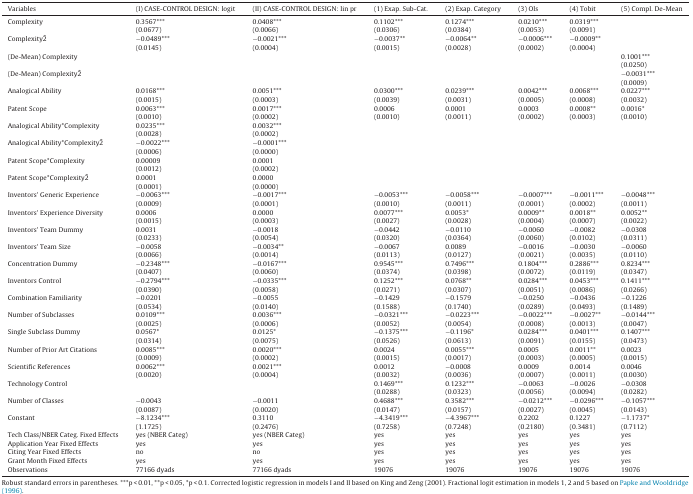 Variables (I) CASE-CONTROL DESIGN: logit (II) CASE-CONTROL DESIGN: lin pr (1) Exap. Sub-Cat. (2) Exap. Category (3) Ols (4) Tobit (5) Compl. De-Mean
Complexity 0.3567*** 0.0408*** 0.1102*** 0.1274*** 0.0210*** 0.0319***
(0.0677) (0.0066) (0.0306) (0.0384) (0.0053) (0.0091)
Complexity2̂ −0.0489*** −0.0021*** −0.0037** −0.0064** −0.0006*** −0.0009**
(0.0145) (0.0004) (0.0015) (0.0028) (0.0002) (0.0004)
(De-Mean) Complexity 0.1001***
(0.0250)
(De-Mean) Complexity2̂ −0.0031***
(0.0009)
Analogical Ability 0.0168*** 0.0051*** 0.0300*** 0.0239*** 0.0042*** 0.0068*** 0.0227***
(0.0015) (0.0003) (0.0039) (0.0031) (0.0005) (0.0008) (0.0032)
Patent Scope 0.0063*** 0.0017*** 0.0006 0.0001 0.0003 0.0008** 0.0016*
(0.0010) (0.0002) (0.0010) (0.0011) (0.0002) (0.0003) (0.0010)
Analogical Ability*Complexity 0.0235*** 0.0032***
(0.0028) (0.0002)
Analogical Ability*Complexity2̂ −0.0022*** −0.0001***
(0.0006) (0.0000)
Patent Scope*Complexity 0.00009 0.0001
(0.0012) (0.0002)
Patent Scope*Complexity2̂ 0.0001 0.0000
(0.0001) (0.0000)
Inventors' Generic Experience −0.0063*** −0.0017*** −0.0053*** −0.0058*** −0.0007*** −0.0011*** −0.0048***
(0.0009) (0.0001) (0.0010) (0.0011) (0.0001) (0.0002) (0.0011)
Inventors' Experience Diversity 0.0006 0.0000 0.0077*** 0.0053* 0.0009** 0.0018** 0.0052**
(0.0015) (0.0003) (0.0027) (0.0028) (0.0004) (0.0007) (0.0022)
Inventors' Team Dummy 0.0031 −0.0018 −0.0442 −0.0110 −0.0060 −0.0082 −0.0308
(0.0233) (0.0054) (0.0320) (0.0364) (0.0060) (0.0102) (0.0311)
Inventors' Team Size −0.0058 −0.0034** −0.0067 0.0089 −0.0016 −0.0030 −0.0060
(0.0066) (0.0014) (0.0113) (0.0127) (0.0021) (0.0035) (0.0110)
Concentration Dummy −0.2348*** −0.0167*** 0.9545*** 0.7496*** 0.1804*** 0.2886*** 0.8234***
(0.0407) (0.0060) (0.0374) (0.0398) (0.0072) (0.0119) (0.0347)
Inventors Control −0.2794*** −0.0335*** 0.1252*** 0.0768** 0.0284*** 0.0453*** 0.1411***
(0.0390) (0.0058) (0.0271) (0.0307) (0.0051) (0.0086) (0.0266)
Combination Familiarity −0.0201 −0.0055 −0.1429 −0.1579 −0.0250 −0.0436 −0.1226
(0.0534) (0.0140) (0.1588) (0.1740) (0.0289) (0.0493) (0.1489)
Number of Subclasses 0.0109*** 0.0036*** −0.0321*** −0.0223*** −0.0022*** −0.0027** −0.0144***
(0.0025) (0.0006) (0.0052) (0.0054) (0.0008) (0.0013) (0.0047)
Single Subclass Dummy 0.0567* 0.0125* −0.1375*** −0.1196* 0.0284*** 0.0401*** 0.1407***
(0.0314) (0.0075) (0.0526) (0.0613) (0.0091) (0.0155) (0.0473)
Number of Prior Art Citations 0.0085*** 0.0020*** 0.0024 0.0055*** 0.0005 0.0011** 0.0023
(0.0009) (0.0002) (0.0015) (0.0017) (0.0003) (0.0005) (0.0015)
Scientific References 0.0062*** 0.0021*** 0.0012 −0.0008 0.0009 0.0014 0.0046
(0.0020) (0.0004) (0.0032) (0.0036) (0.0007) (0.0011) (0.0030)
Technology Control 0.1469*** 0.1232*** −0.0063 −0.0026 −0.0308
(0.0288) (0.0323) (0.0056) (0.0094) (0.0282)
Number of Classes −0.0043 −0.0011 0.4688*** 0.3582*** −0.0212*** −0.0296*** −0.1057***
(0.0087) (0.0020) (0.0147) (0.0157) (0.0027) (0.0045) (0.0143)
Constant −8.1234*** 0.3110 −4.3419*** −4.3967*** 0.2202 0.1227 −1.1737*
(1.1725) (0.2476) (0.7258) (0.7248) (0.2180) (0.3481) (0.7112)
Tech Class/NBER Categ. Fixed Effects yes (NBER Categ) yes (NBER Categ) yes yes yes yes yes
Application Year Fixed Effects yes yes yes yes yes yes yes
Citing Year Fixed Effects no no yes yes yes yes yes
Grant Month Fixed Effects yes yes yes yes yes yes yes
Observations 77166 dyads 77166 dyads 19076 19076 19076 19076 19076
Robust standard errors in parentheses. ***p < 0.01, **p < 0.05, *p < 0.1. Corrected logistic regression in models I and II based on King and Zeng (2001). Fractional logit estimation in models 1, 2 and 5 based on Papke and Wooldridge
(1996).